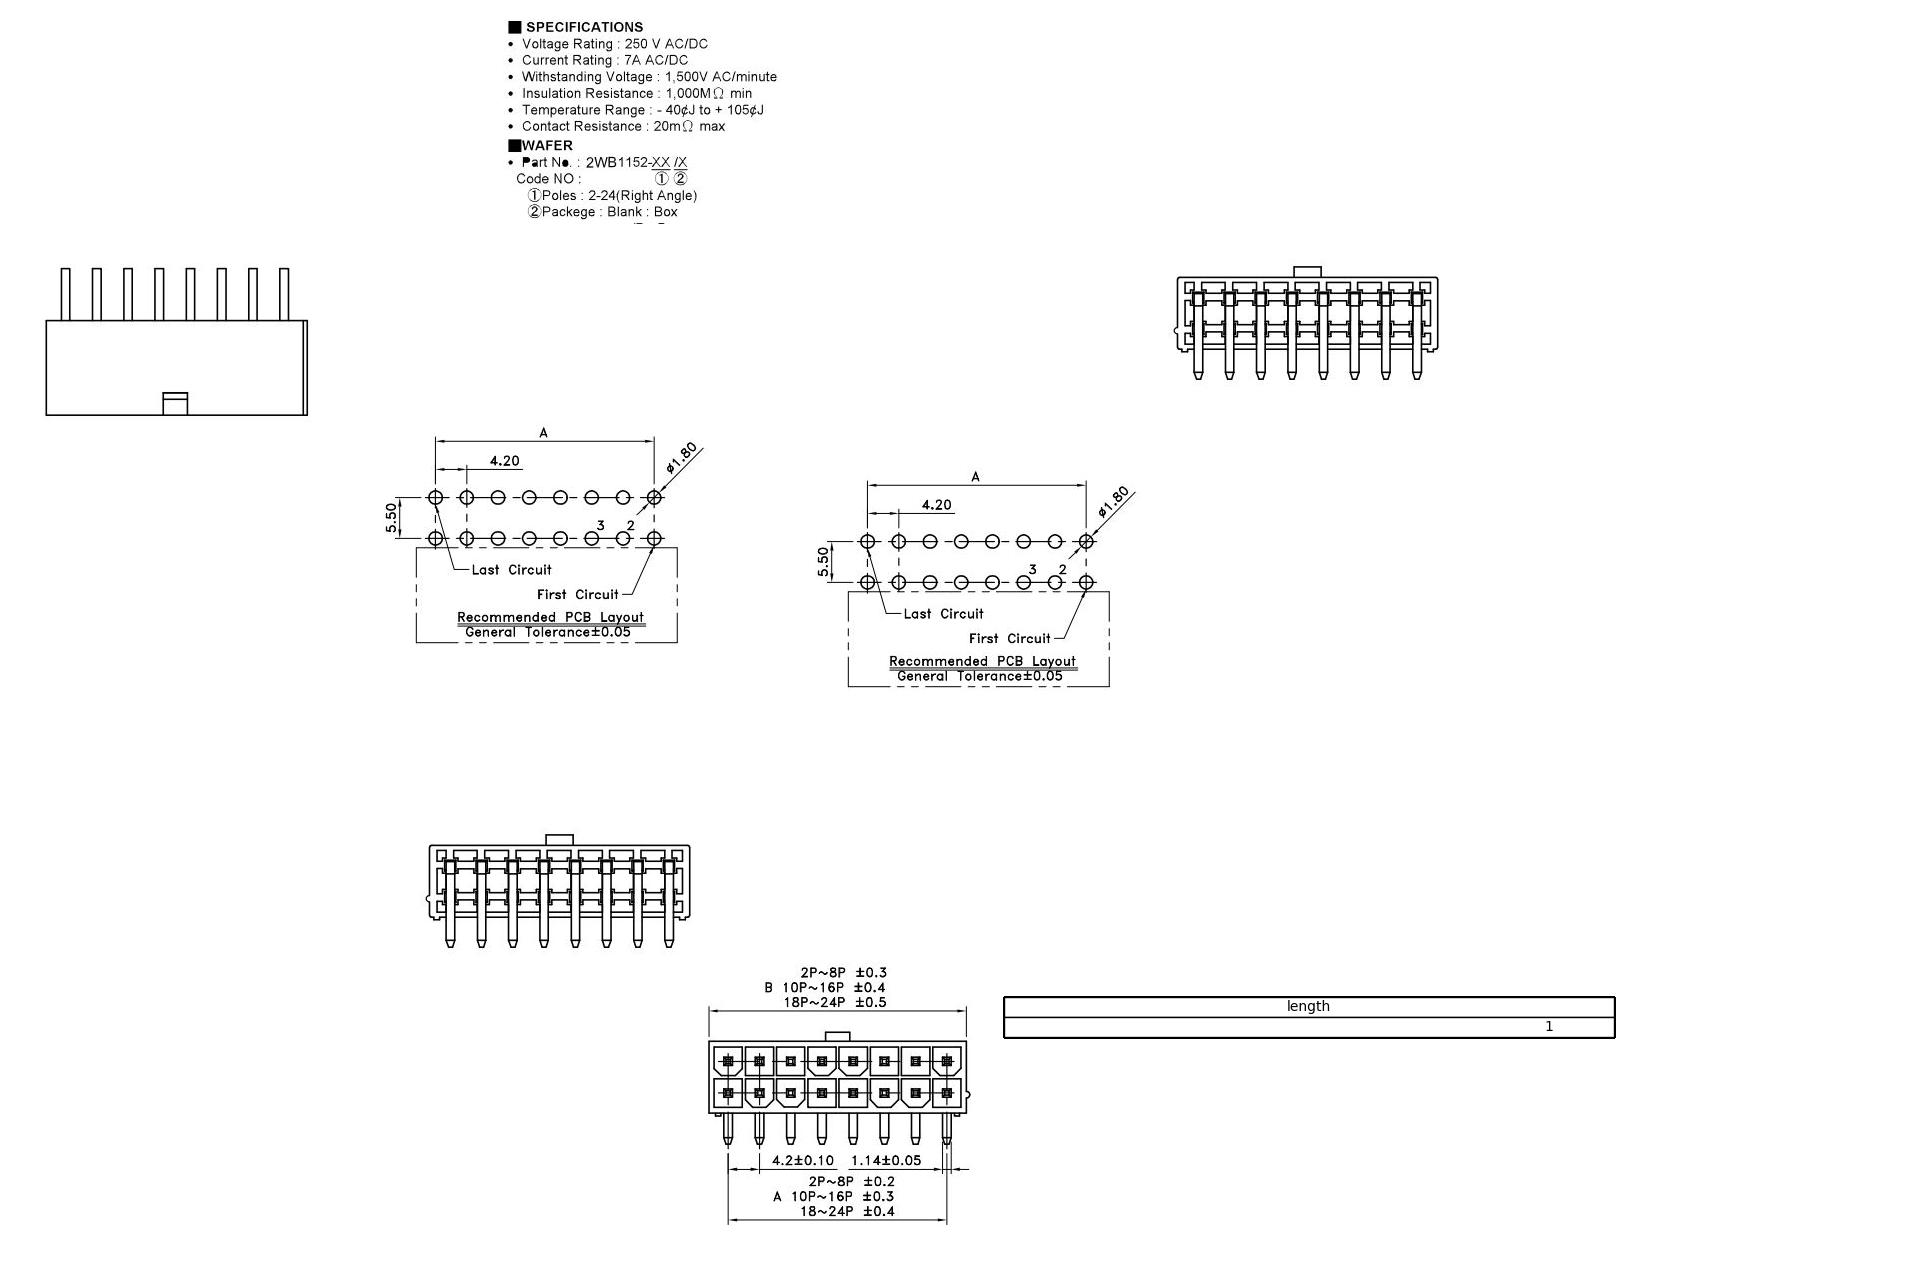 ■ SPECIFICATIONS
• Voltage Rating : 250 V AC/DC
• Current Rating : 7A AC/DC
• Withstanding Voltage : 1,500V AC/minute
• Insulation Resistance : 1,000MΩ min
• Temperature Range : - 40¢J to + 105¢J
• Contact Resistance : 20mΩ max
■WAFER
• Part No. : 2WB1152-XX /X
Code NO : ① ②
①Poles : 2-24(Right Angle)
②Packege : Blank : Box
A
4.20
ø1.80
5.50
3 2
Last Circuit
First Circuit
Recommended PCB Layout
General Tolerance±0.05
A
4.20
ø1.80
5.50
3 2
Last Circuit
First Circuit
Recommended PCB Layout
General Tolerance±0.05
2P~8P ±0.3
B 10P~16P ±0.4
18P~24P ±0.5
4.2±0.10 1.14±0.05
2P~8P ±0.2
A 10P~16P ±0.3
18~24P ±0.4
length
1